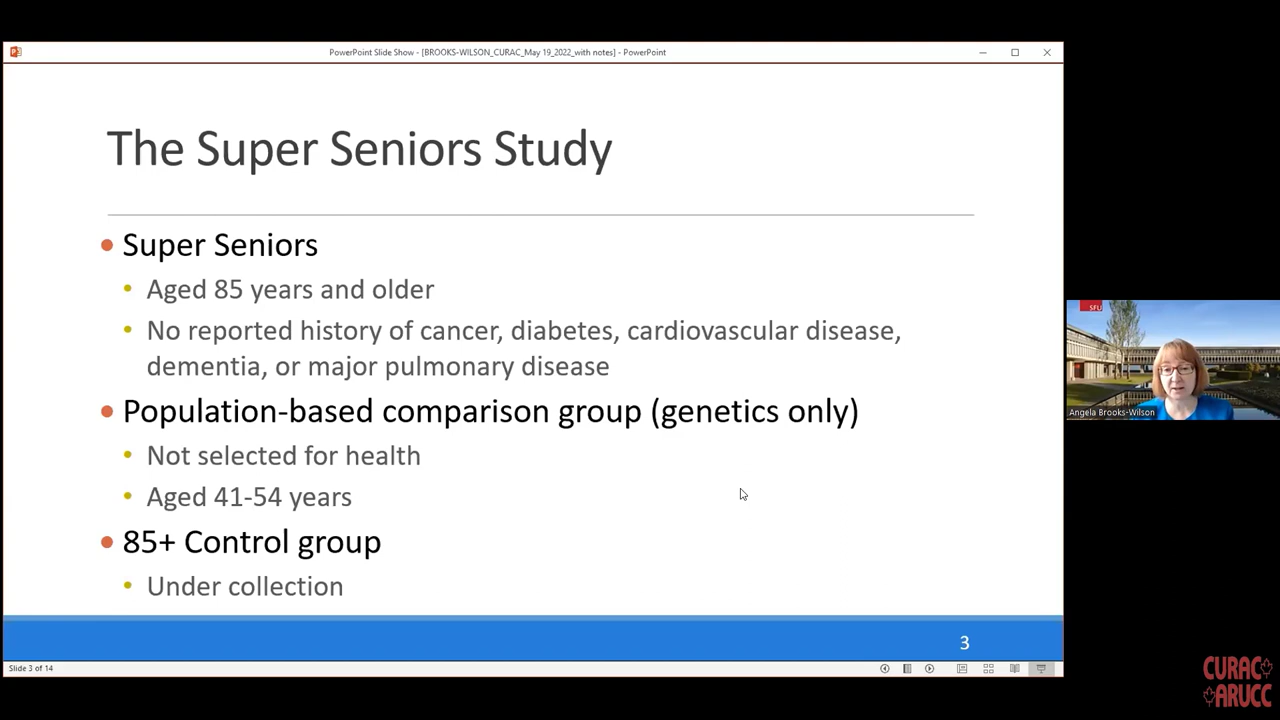 PowerPoint Slide Show - [BROOKS-WILSON_CURAC_May 19_2022_with notes] - PowerPoint
The Super Seniors Study
• Super Seniors
• Aged 85 years and older
• No reported history of cancer, diabetes, cardiovascular disease,
dementia, or major pulmonary disease
• Population-based comparison group (genetics only)
• Not selected for health
• Aged 41-54 years
• 85+ Control group
• Under collection
3
Slide 3 of 14
SFU
Angela Brooks-Wilson
CURAC
ARUCC